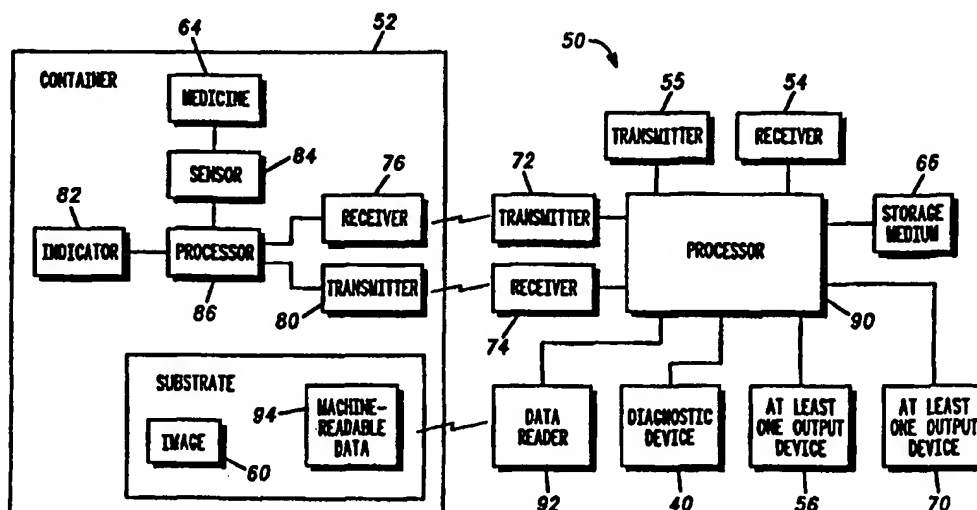 64
52
50
55
54
CONTAINER
MEDICINE
TRANSMITTER
RECEIVER
84
76
72
66
82
SENSOR
RECEIVER
TRANSMITTER
STORAGE
MEDIUM
INDICATOR
PROCESSOR
PROCESSOR
TRANSMITTER
RECEIVER
86
80
74
90
SUBSTRATE
94
MACHINE-
READABLE
DATA
IMAGE
60
DATA
READER
DIAGNOSTIC
DEVICE
AT LEAST
ONE OUTPUT
DEVICE
AT LEAST
ONE OUTPUT
DEVICE
92
40
56
70